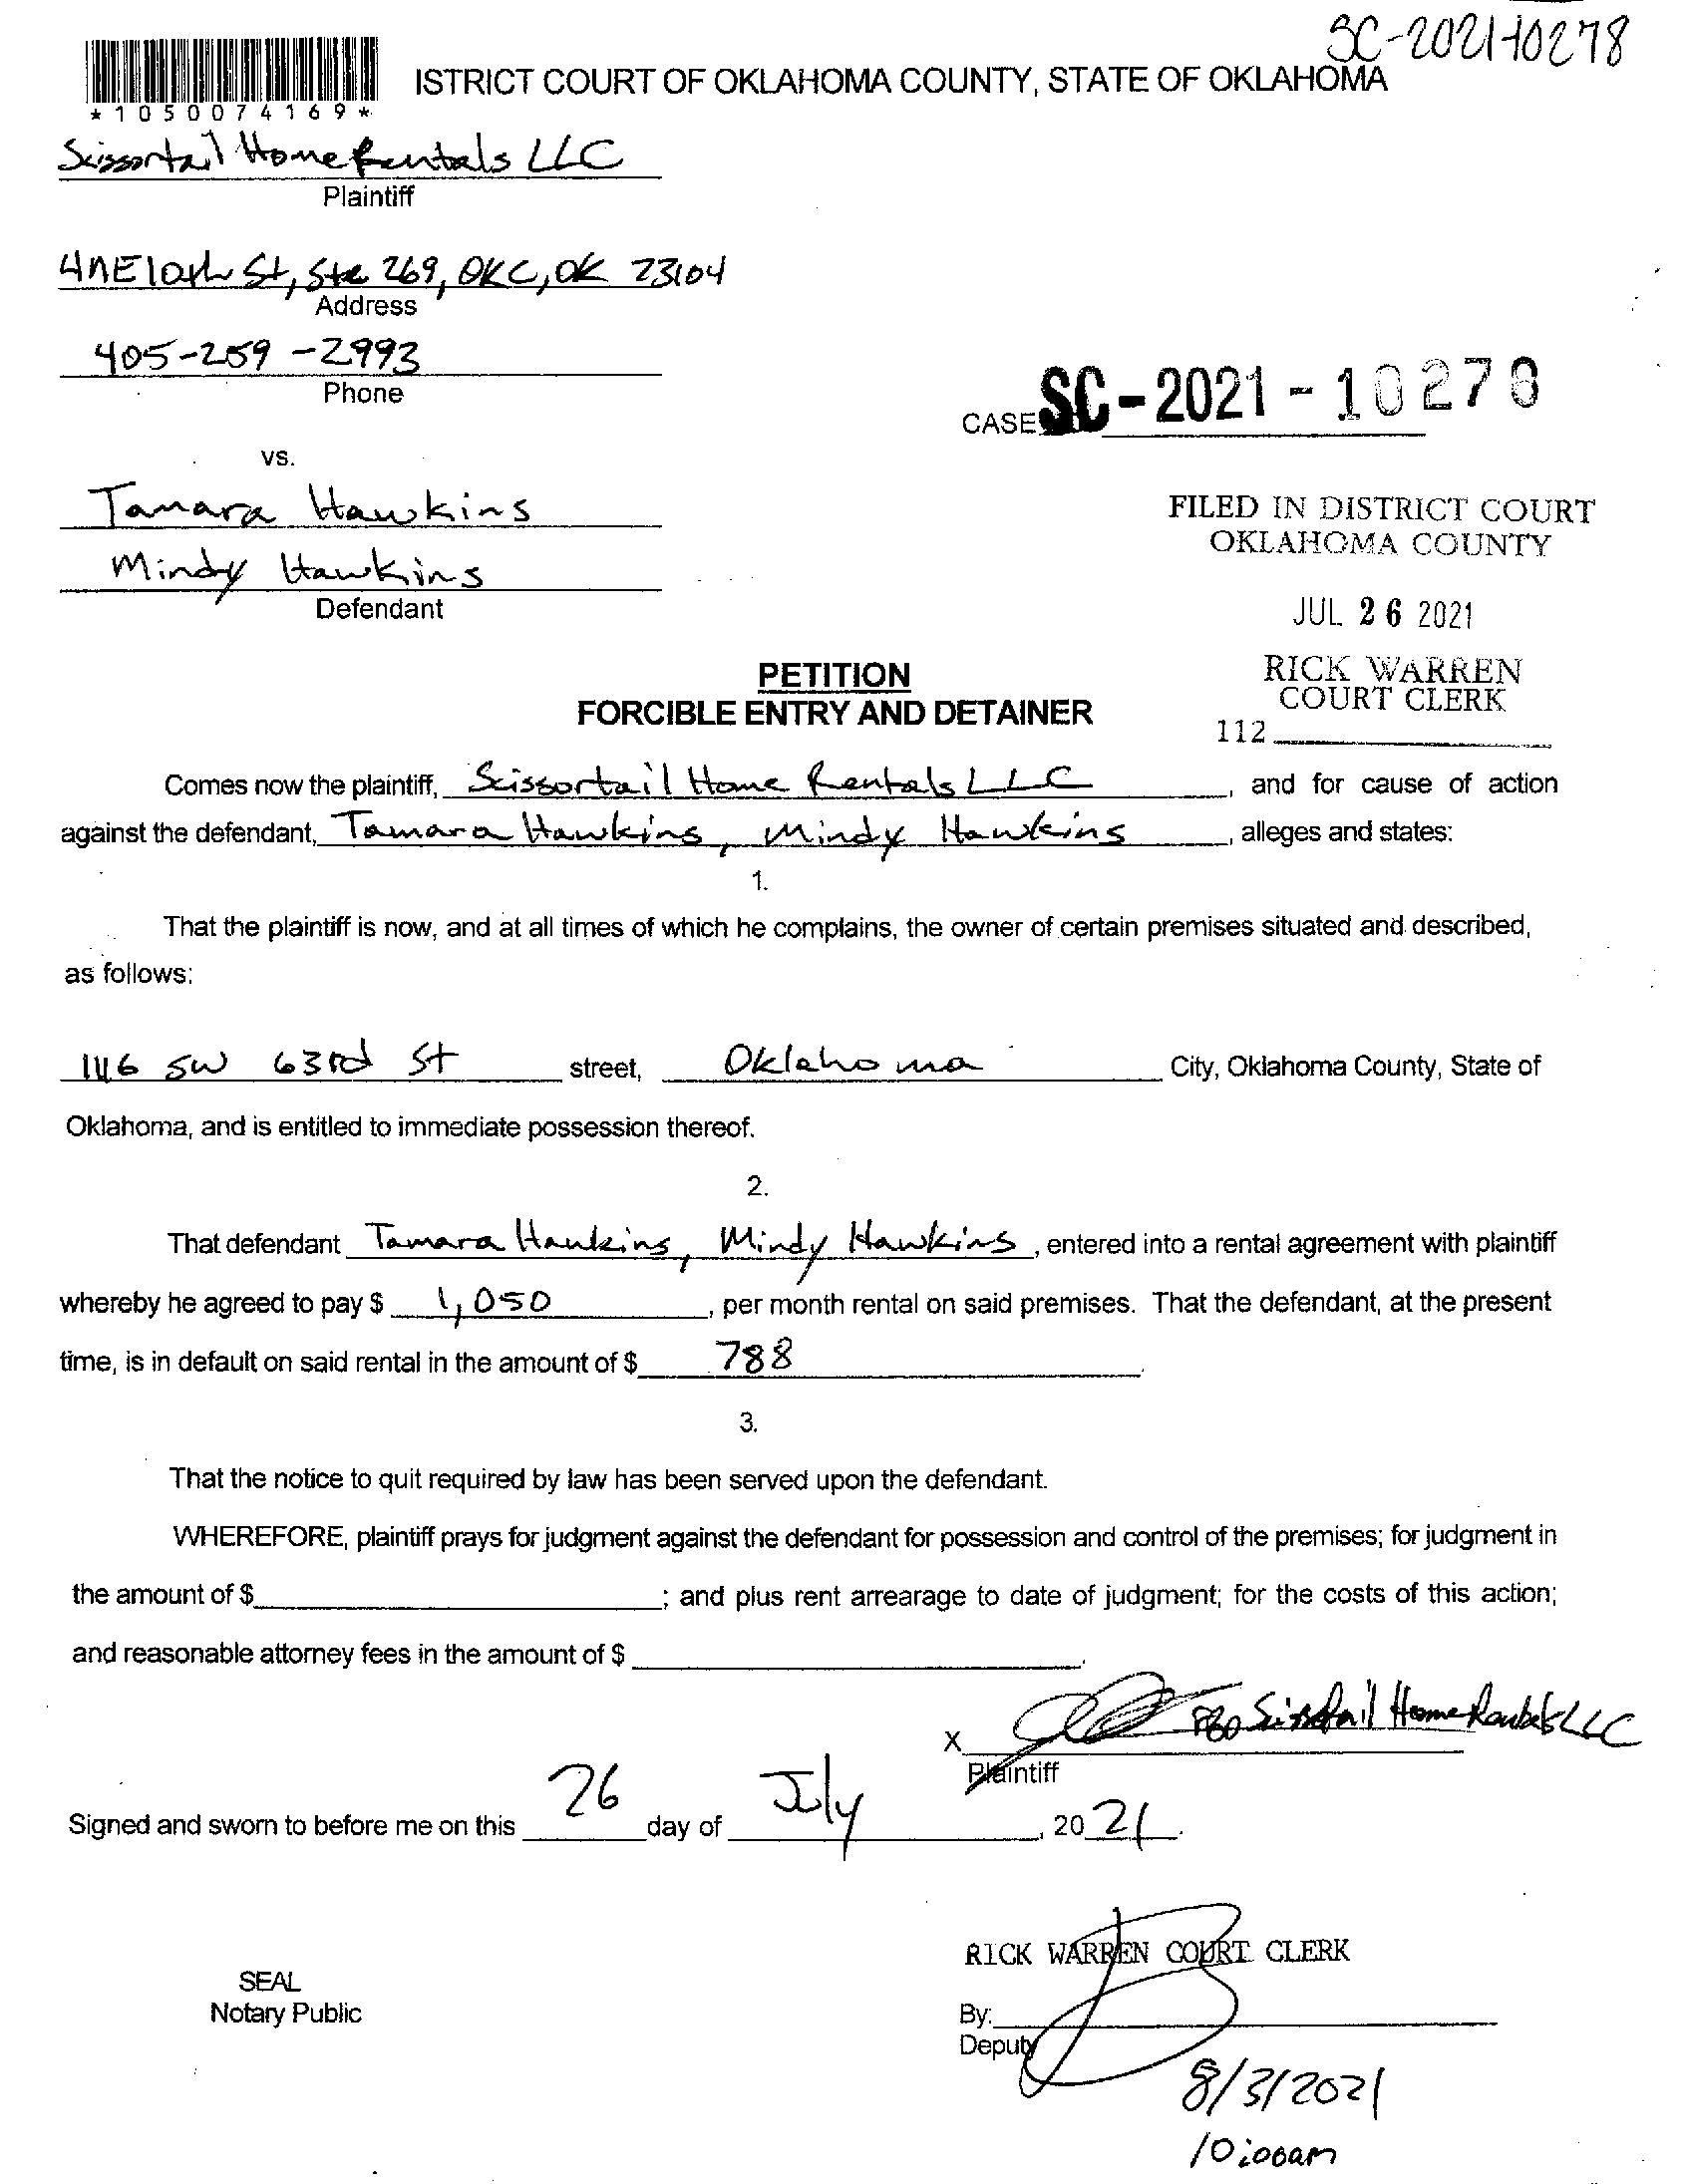 SC-2021-10278
ISTRICT COURT OF OKLAHOMA COUNTY, STATE OF OKLAHOMA
*1050074169*
Scissortail Home Rentals LLC
Plaintiff
4 NE 10th St, Ste 269, OKC, OK 73104
Address
405-259-2993
Phone
CASE SC-2021-10278
vs.
Tamara Hawkins
Mindy Hawkins
Defendant
FILED IN DISTRICT COURT
OKLAHOMA COUNTY
JUL 26 2021
RICK WARREN
COURT CLERK
112
PETITION
FORCIBLE ENTRY AND DETAINER
Comes now the plaintiff, Scissortail Home Rentals LLC, and for cause of action
against the defendant, Tamara Hawkins, Mindy Hawkins, alleges and states:
1.
That the plaintiff is now, and at all times of which he complains, the owner of certain premises situated and described,
as follows:
1116 SW 63rd St street, Oklahoma City, Oklahoma County, State of
Oklahoma, and is entitled to immediate possession thereof.
2.
That defendant Tamara Hawkins, Mindy Hawkins, entered into a rental agreement with plaintiff
whereby he agreed to pay $ 1,050, per month rental on said premises. That the defendant, at the present
time, is in default on said rental in the amount of $ 788.
3.
That the notice to quit required by law has been served upon the defendant.
WHEREFORE, plaintiff prays for judgment against the defendant for possession and control of the premises; for judgment in
the amount of $ ; and plus rent arrearage to date of judgment; for the costs of this action;
and reasonable attorney fees in the amount of $ .
X FBO Scissortail Home Rentals LLC
Plaintiff
Signed and sworn to before me on this 26 day of July, 2021.
RICK WARREN COURT CLERK
SEAL
Notary Public
By:
Deputy
8/3/2021
10:00am